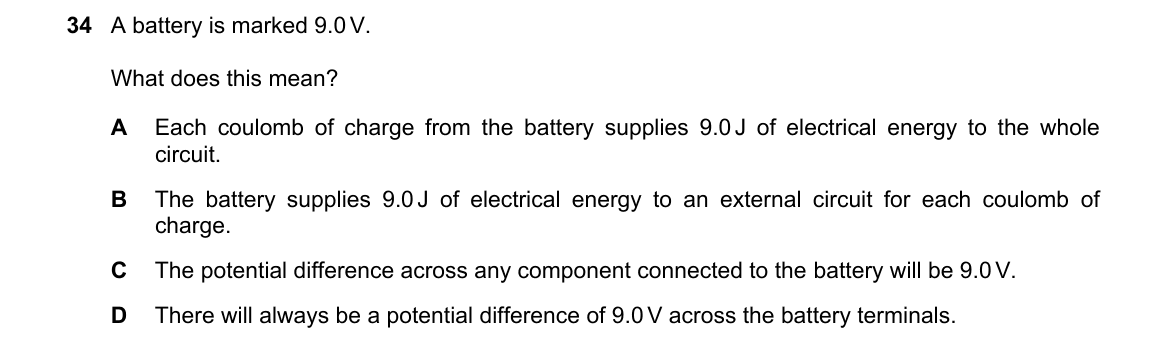 34 A battery is marked 9.0 V.
What does this mean?
A Each coulomb of charge from the battery supplies 9.0 J of electrical energy to the whole
circuit.
B The battery supplies 9.0 J of electrical energy to an external circuit for each coulomb of
charge.
C The potential difference across any component connected to the battery will be 9.0 V.
D There will always be a potential difference of 9.0 V across the battery terminals.